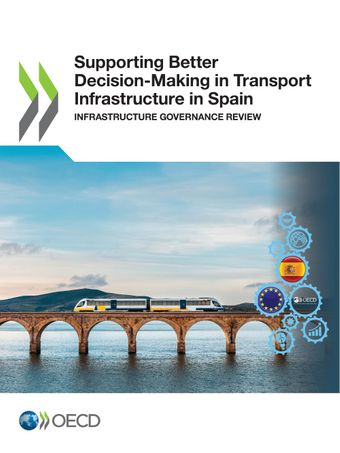 Supporting Better
Decision-Making in Transport
Infrastructure in Spain
INFRASTRUCTURE GOVERNANCE REVIEW
OECD
OECD